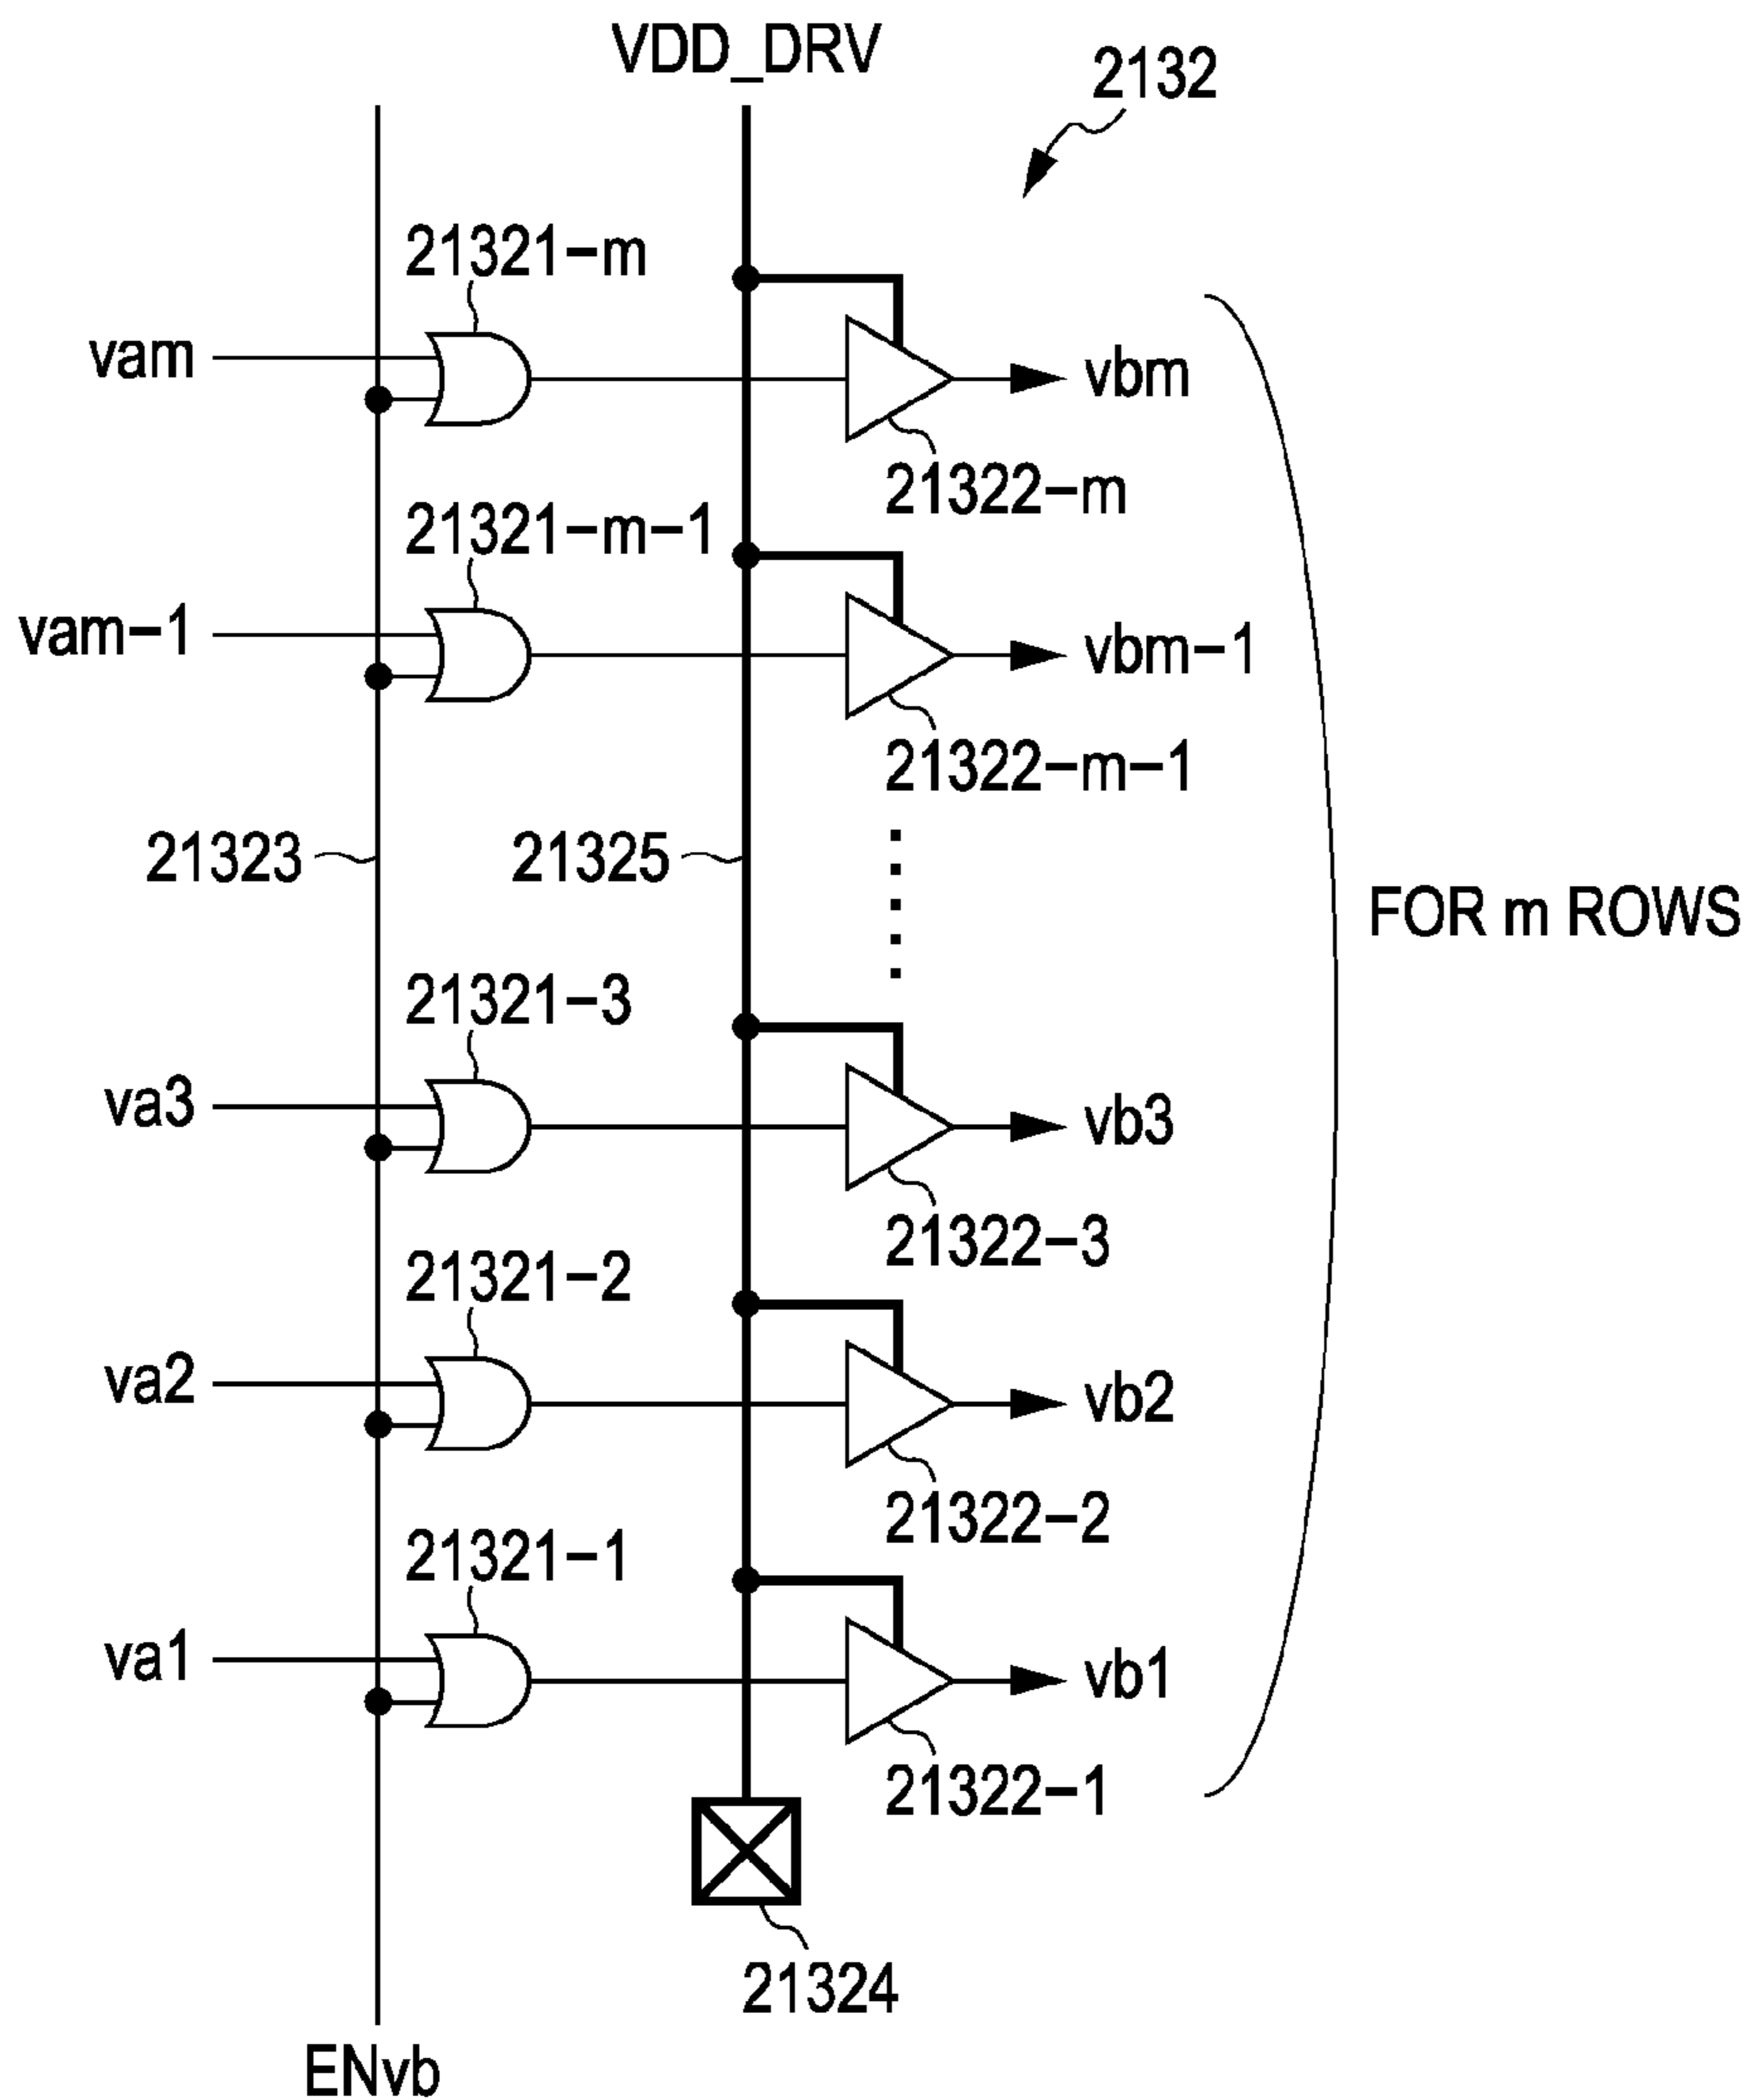 VDD_DRV
2132
21321-m
vam
vbm
21322-m
21321-m-1
vam-1
vbm-1
21322-m-1
21323
21325
FOR m ROWS
21321-3
va3
vb3
21322-3
21321-2
va2
vb2
21322-2
21321-1
va1
vb1
21322-1
21324
ENvb